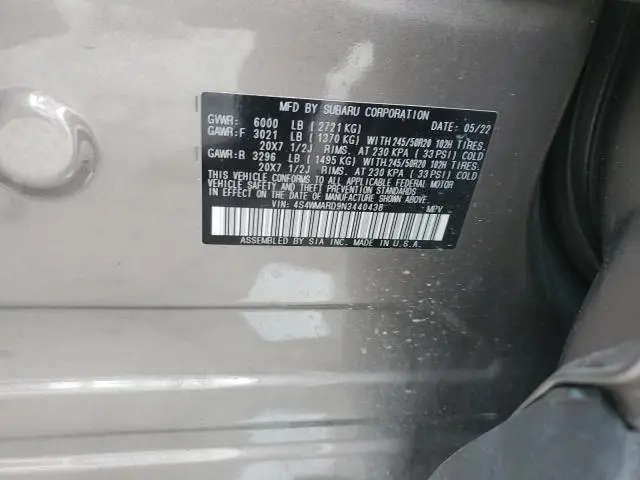 MFD BY SUBARU CORPORATION DATE: 05/22
GVWR: 6000 LB ( 2721 KG)
GAWR:F 3021 LB ( 1370 KG) WITH 245/50R20 102H TIRES.
20X7 1/2J RIMS. AT 230 KPA ( 33 PSI) COLD
GAWR:R 3296 LB ( 1495 KG) WITH 245/50R20 102H TIRES.
20X7 1/2J RIMS. AT 230 KPA ( 33 PSI) COLD
THIS VEHICLE CONFORMS TO ALL APPLICABLE FEDERAL MOTOR
VEHICLE SAFETY AND THEFT PREVENTION STANDARDS
IN EFFECT ON THE DATE OF MANUFACTURE SHOWN ABOVE.
VIN: 4S4WMARD9N3440438 MPV
ASSEMBLED BY SIA INC. MADE IN U.S.A.